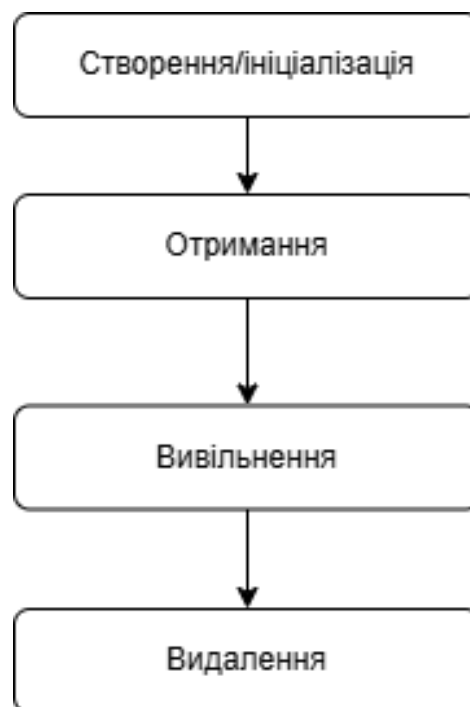 Створення/ініціалізація
Отримання
Вивільнення
Видалення